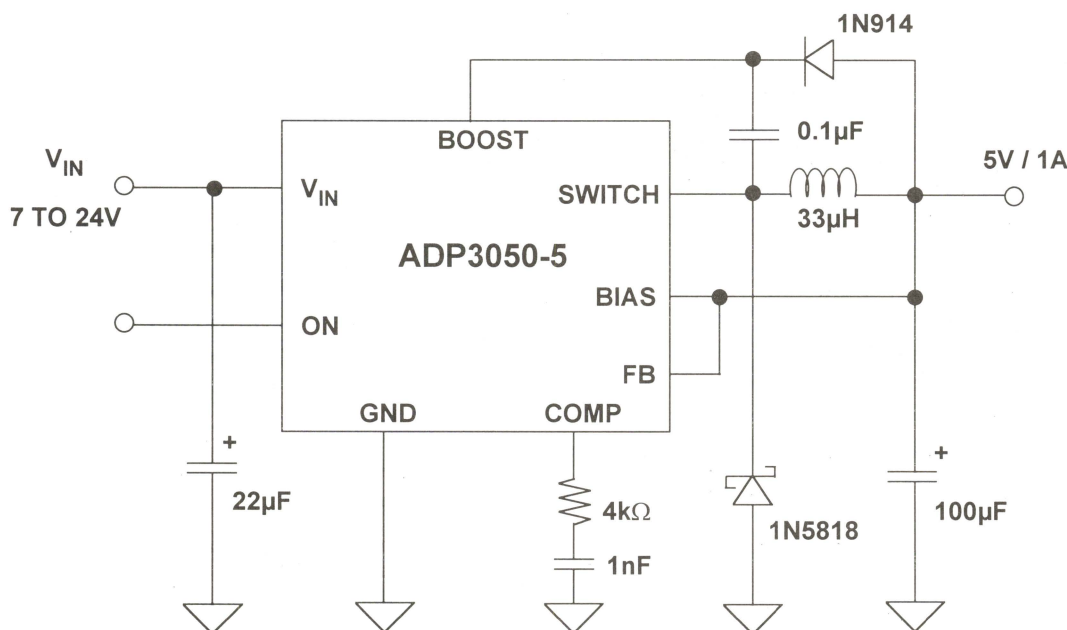 1N914
BOOST
0.1µF
V_IN
5V / 1A
V_IN
SWITCH
7 TO 24V
33µH
ADP3050-5
BIAS
ON
FB
GND
COMP
+
+
22µF
4kΩ
100µF
1N5818
1nF